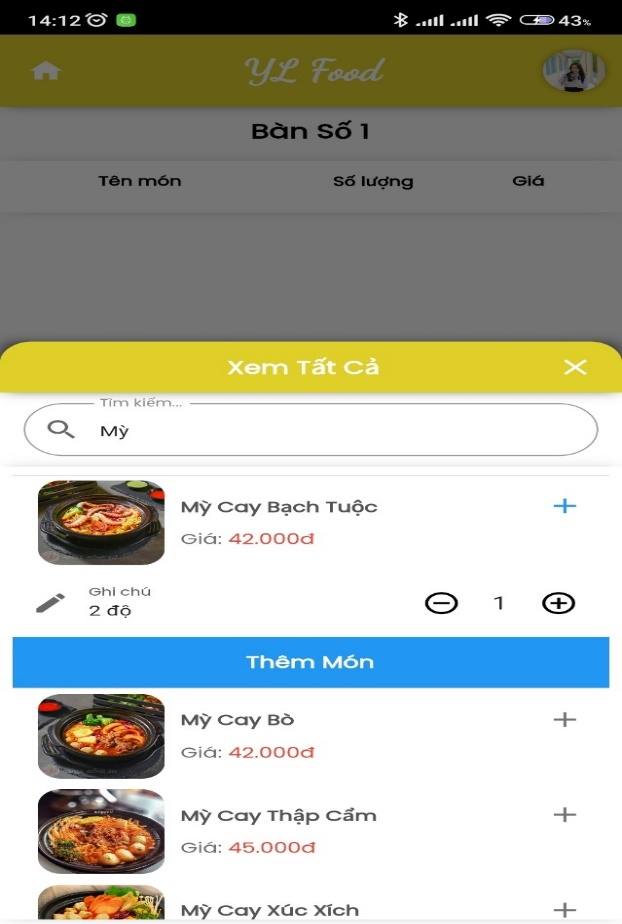 14:12
43%
YL Food
Bàn Số 1
Tên món Số lượng Giá
Xem Tất Cả
Tìm kiếm...
Mỳ
Mỳ Cay Bạch Tuộc
Giá: 42.000đ
Ghi chú
2 độ
1
Thêm Món
Mỳ Cay Bò
Giá: 42.000đ
Mỳ Cay Thập Cẩm
Giá: 45.000đ
Mỳ Cay Xúc Xích